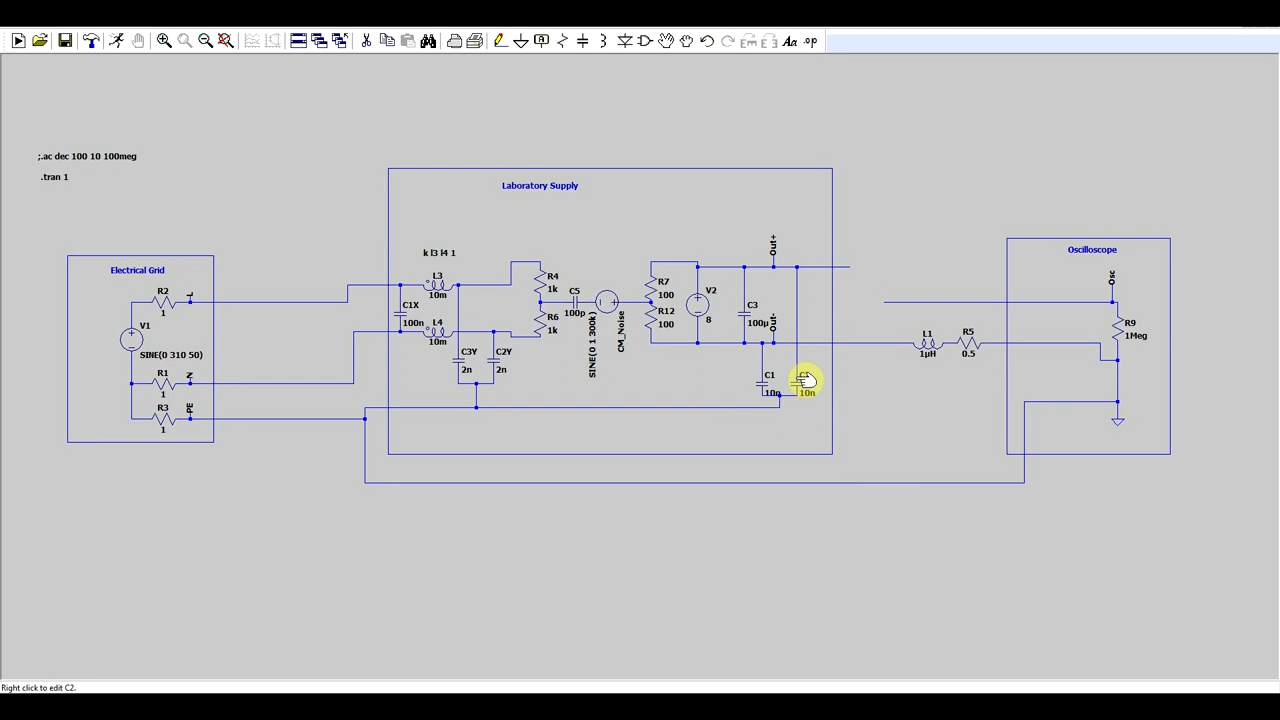 ;.ac dec 100 10 100meg
.tran 1
Laboratory Supply
Electrical Grid
Oscilloscope
k l3 l4 1
R2
1
L
V1
SINE(0 310 50)
R1
1
N
R3
1
PE
C1X
100n
L3
10m
L4
10m
C3Y
2n
C2Y
2n
R4
1k
R6
1k
C5
100p
SINE(0 1 300k)
CM_Noise
R7
100
R12
100
V2
8
C3
100µ
Out+
Out-
C1
10n
10n
L1
1µH
R5
0.5
Osc
R9
1Meg
Right click to edit C2.